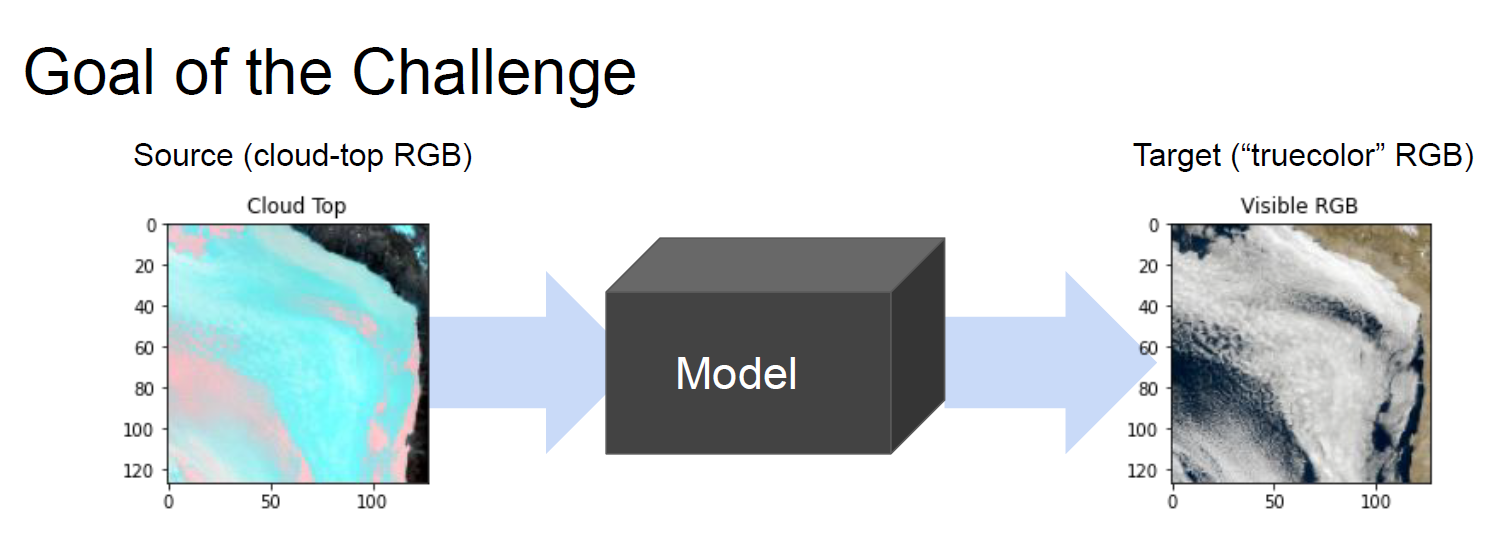 Goal of the Challenge
Source (cloud-top RGB)
Target (“truecolor” RGB)
Cloud Top
Visible RGB
0
20
40
60
80
100
120
0 50 100
Model
0
20
40
60
80
100
120
0 50 100